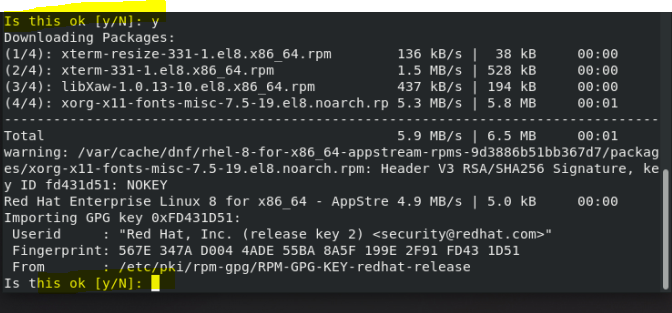 Is this ok [y/N]: y
Downloading Packages:
(1/4): xterm-resize-331-1.el8.x86_64.rpm 136 kB/s | 38 kB 00:00
(2/4): xterm-331-1.el8.x86_64.rpm 1.5 MB/s | 528 kB 00:00
(3/4): libXaw-1.0.13-10.el8.x86_64.rpm 437 kB/s | 194 kB 00:00
(4/4): xorg-x11-fonts-misc-7.5-19.el8.noarch.rp 5.3 MB/s | 5.8 MB 00:01
--------------------------------------------------------------------------------
Total 5.9 MB/s | 6.5 MB 00:01
warning: /var/cache/dnf/rhel-8-for-x86_64-appstream-rpms-9d3886b51bb367d7/packag
es/xorg-x11-fonts-misc-7.5-19.el8.noarch.rpm: Header V3 RSA/SHA256 Signature, ke
y ID fd431d51: NOKEY
Red Hat Enterprise Linux 8 for x86_64 - AppStre 4.9 MB/s | 5.0 kB 00:00
Importing GPG key 0xFD431D51:
Userid : "Red Hat, Inc. (release key 2) <security@redhat.com>"
Fingerprint: 567E 347A D004 4ADE 55BA 8A5F 199E 2F91 FD43 1D51
From : /etc/pki/rpm-gpg/RPM-GPG-KEY-redhat-release
Is this ok [y/N]: